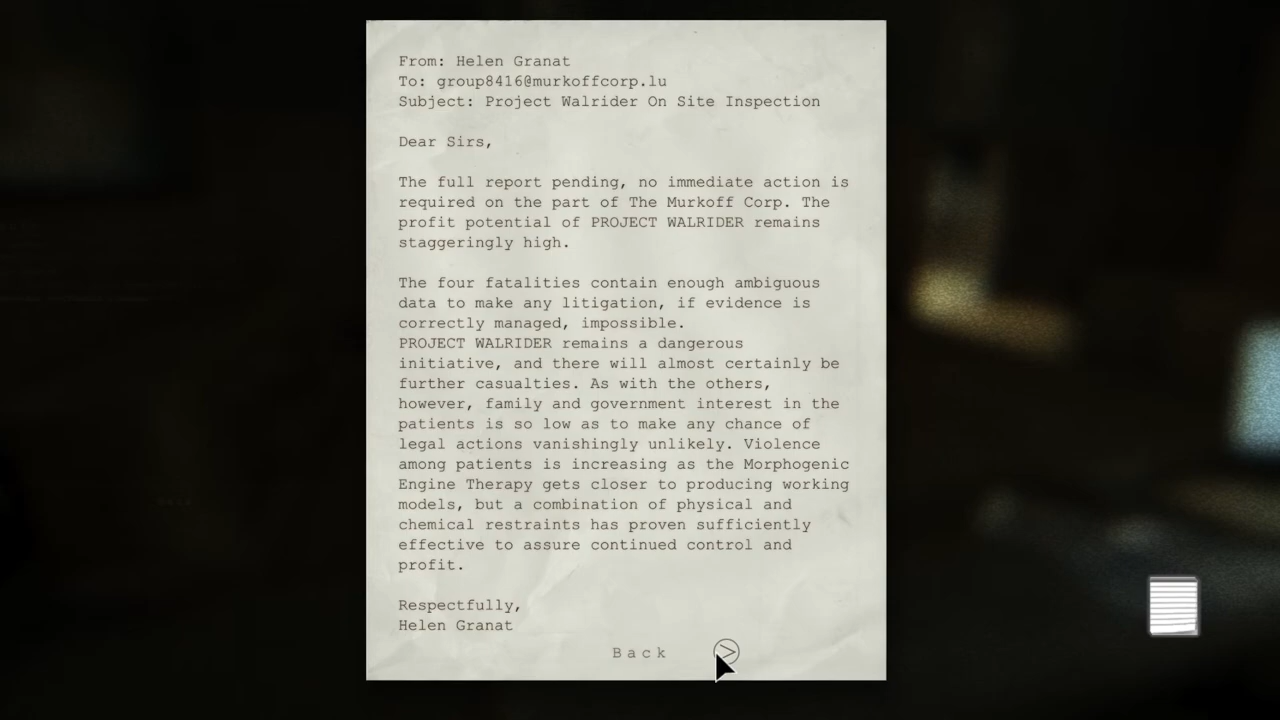 From: Helen Granat
To: group8416@murkoffcorp.lu
Subject: Project Walrider On Site Inspection
Dear Sirs,
The full report pending, no immediate action is
required on the part of The Murkoff Corp. The
profit potential of PROJECT WALRIDER remains
staggeringly high.
The four fatalities contain enough ambiguous
data to make any litigation, if evidence is
correctly managed, impossible.
PROJECT WALRIDER remains a dangerous
initiative, and there will almost certainly be
further casualties. As with the others,
however, family and government interest in the
patients is so low as to make any chance of
legal actions vanishingly unlikely. Violence
among patients is increasing as the Morphogenic
Engine Therapy gets closer to producing working
models, but a combination of physical and
chemical restraints has proven sufficiently
effective to assure continued control and
profit.
Respectfully,
Helen Granat
Back >